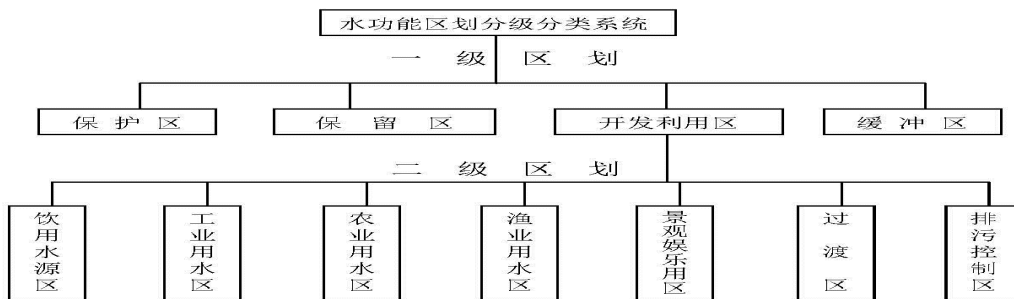 水功能区划分级分类系统
一级区划
保护区
保留区
开发利用区
缓冲区
二级区划
饮用水源区
工业用水区
农业用水区
渔业用水区
景观娱乐用区
过渡区
排污控制区